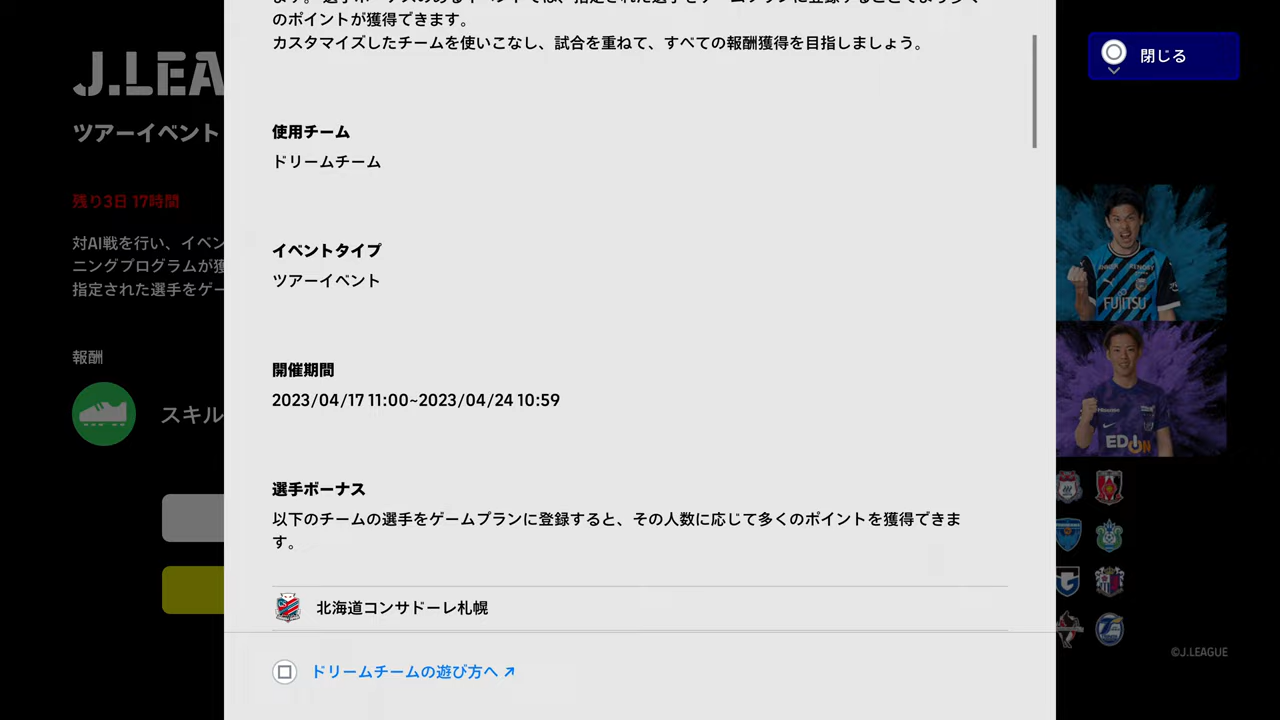 のポイントが獲得できます。
カスタマイズしたチームを使いこなし、試合を重ねて、すべての報酬獲得を目指しましょう。
閉じる
J.LEA
ツアーイベント
使用チーム
ドリームチーム
残り3日 17時間
対AI戦を行い、イベン
ニングプログラムが獲
指定された選手をゲー
イベントタイプ
ツアーイベント
報酬
スキル
開催期間
2023/04/17 11:00~2023/04/24 10:59
選手ボーナス
以下のチームの選手をゲームプランに登録すると、その人数に応じて多くのポイントを獲得できま
す。
北海道コンサドーレ札幌
ドリームチームの遊び方へ ↗
FUJITSU
EDION
©J.LEAGUE